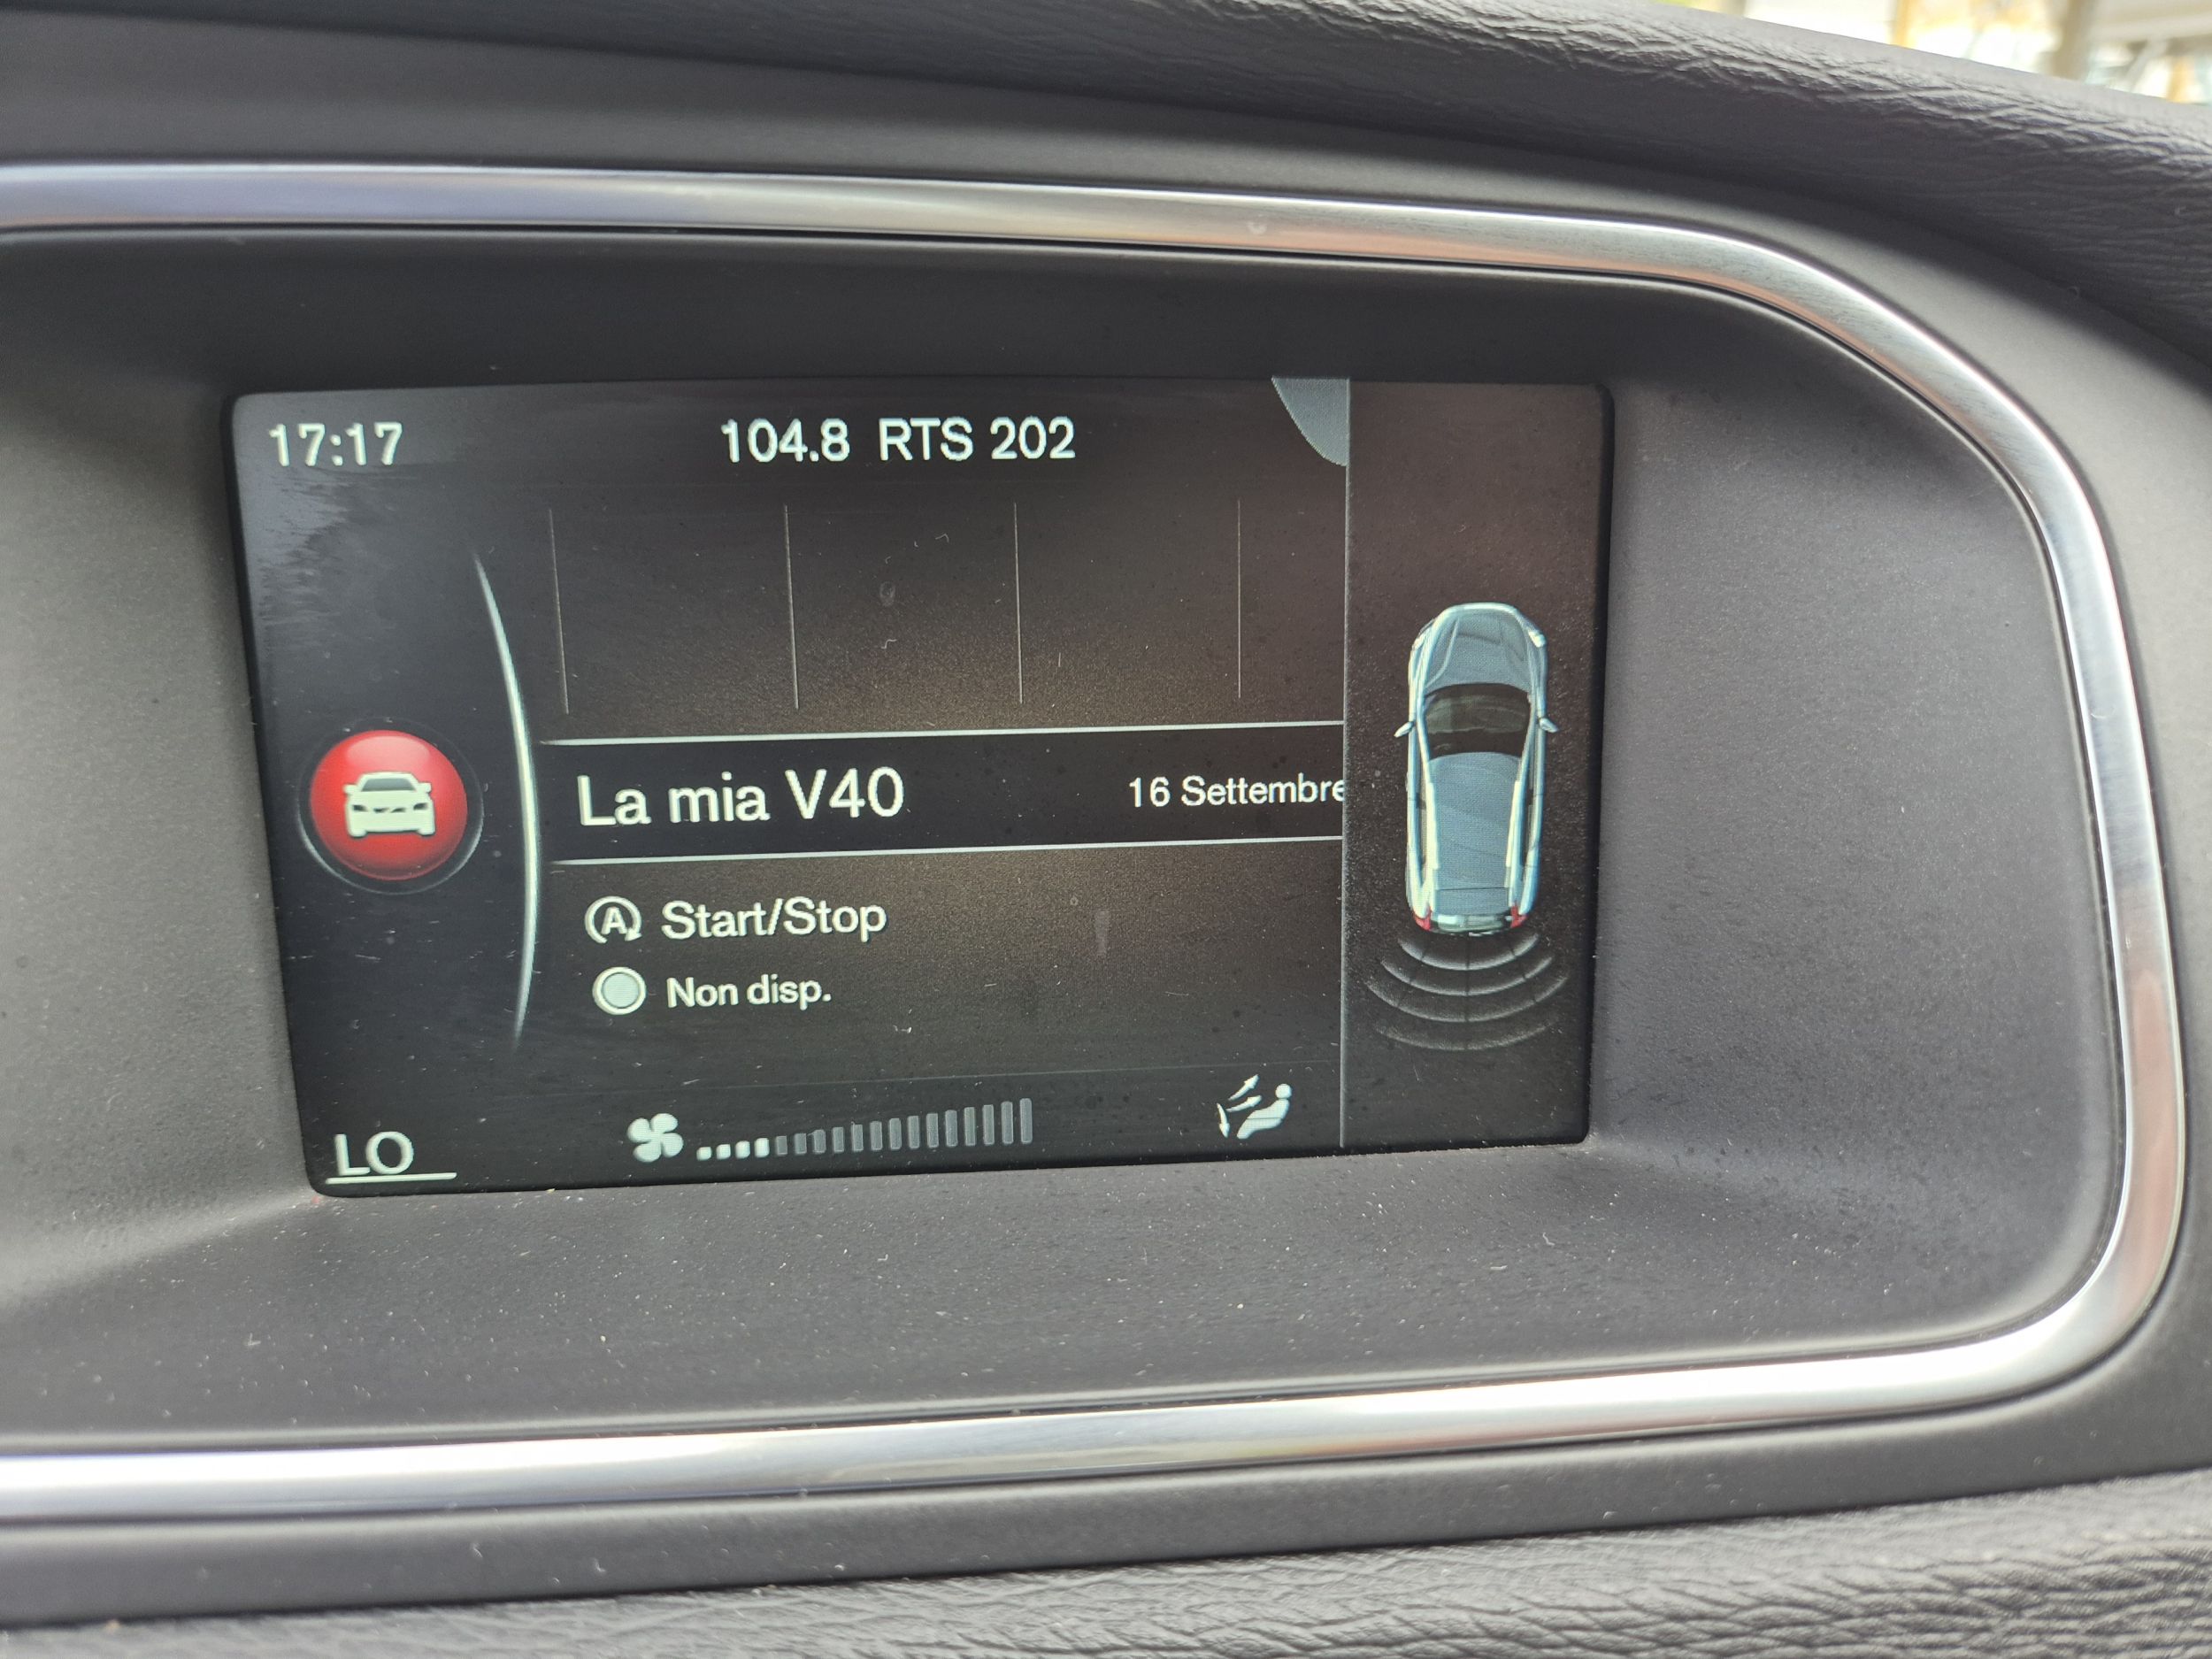 17:17 104.8 RTS 202
La mia V40 16 Settembre
A Start/Stop
Non disp.
LO